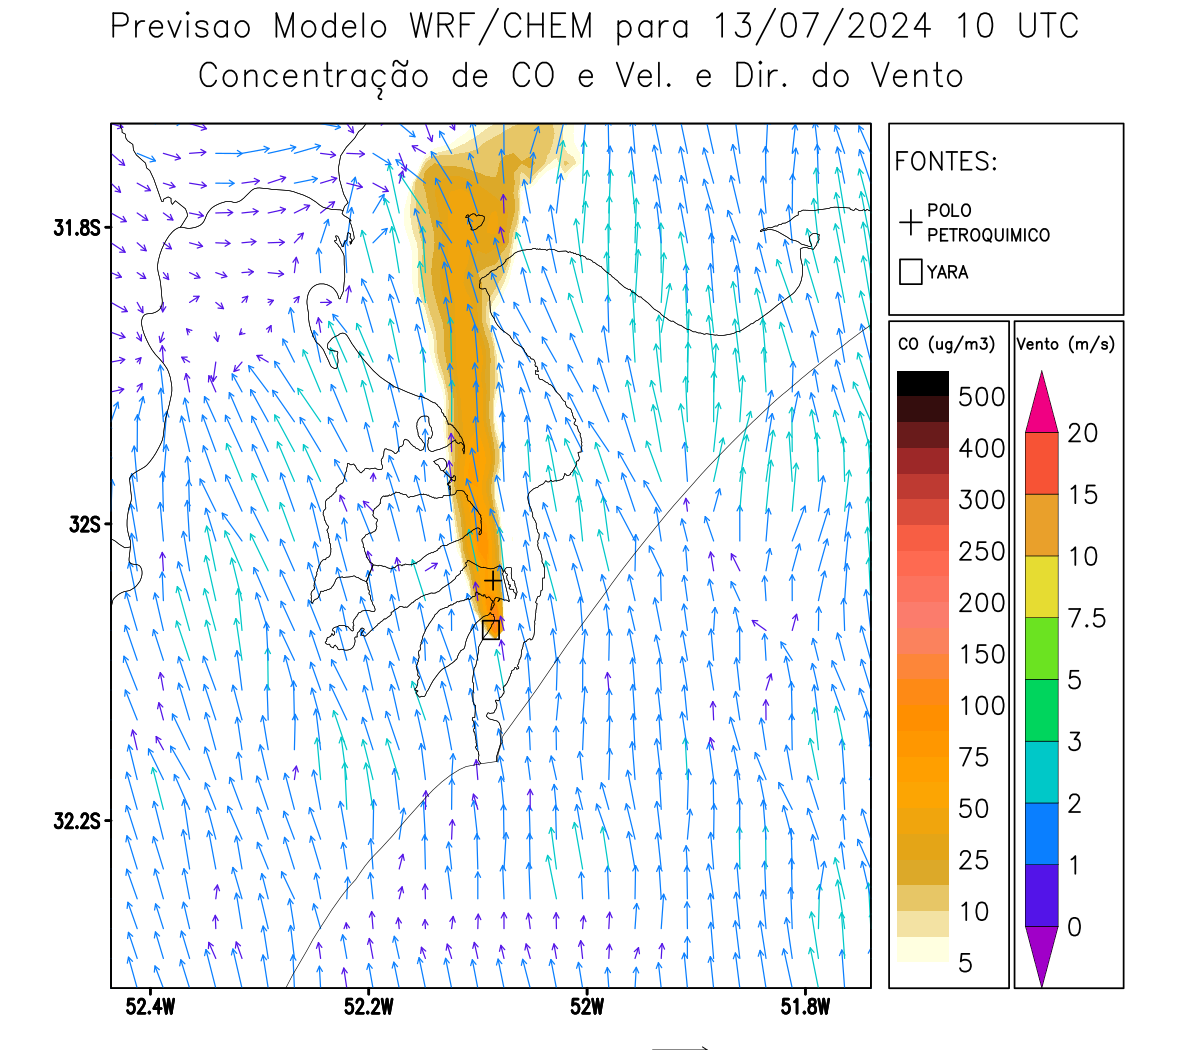 Previsao Modelo WRF/CHEM para 13/07/2024 10 UTC
Concentração de CO e Vel. e Dir. do Vento
FONTES:
POLO
PETROQUIMICO
YARA
CO (ug/m3)
500
400
300
250
200
150
100
75
50
25
10
5
Vento (m/s)
20
15
10
7.5
5
3
2
1
0
31.8S
32S
32.2S
52.4W
52.2W
52W
51.8W